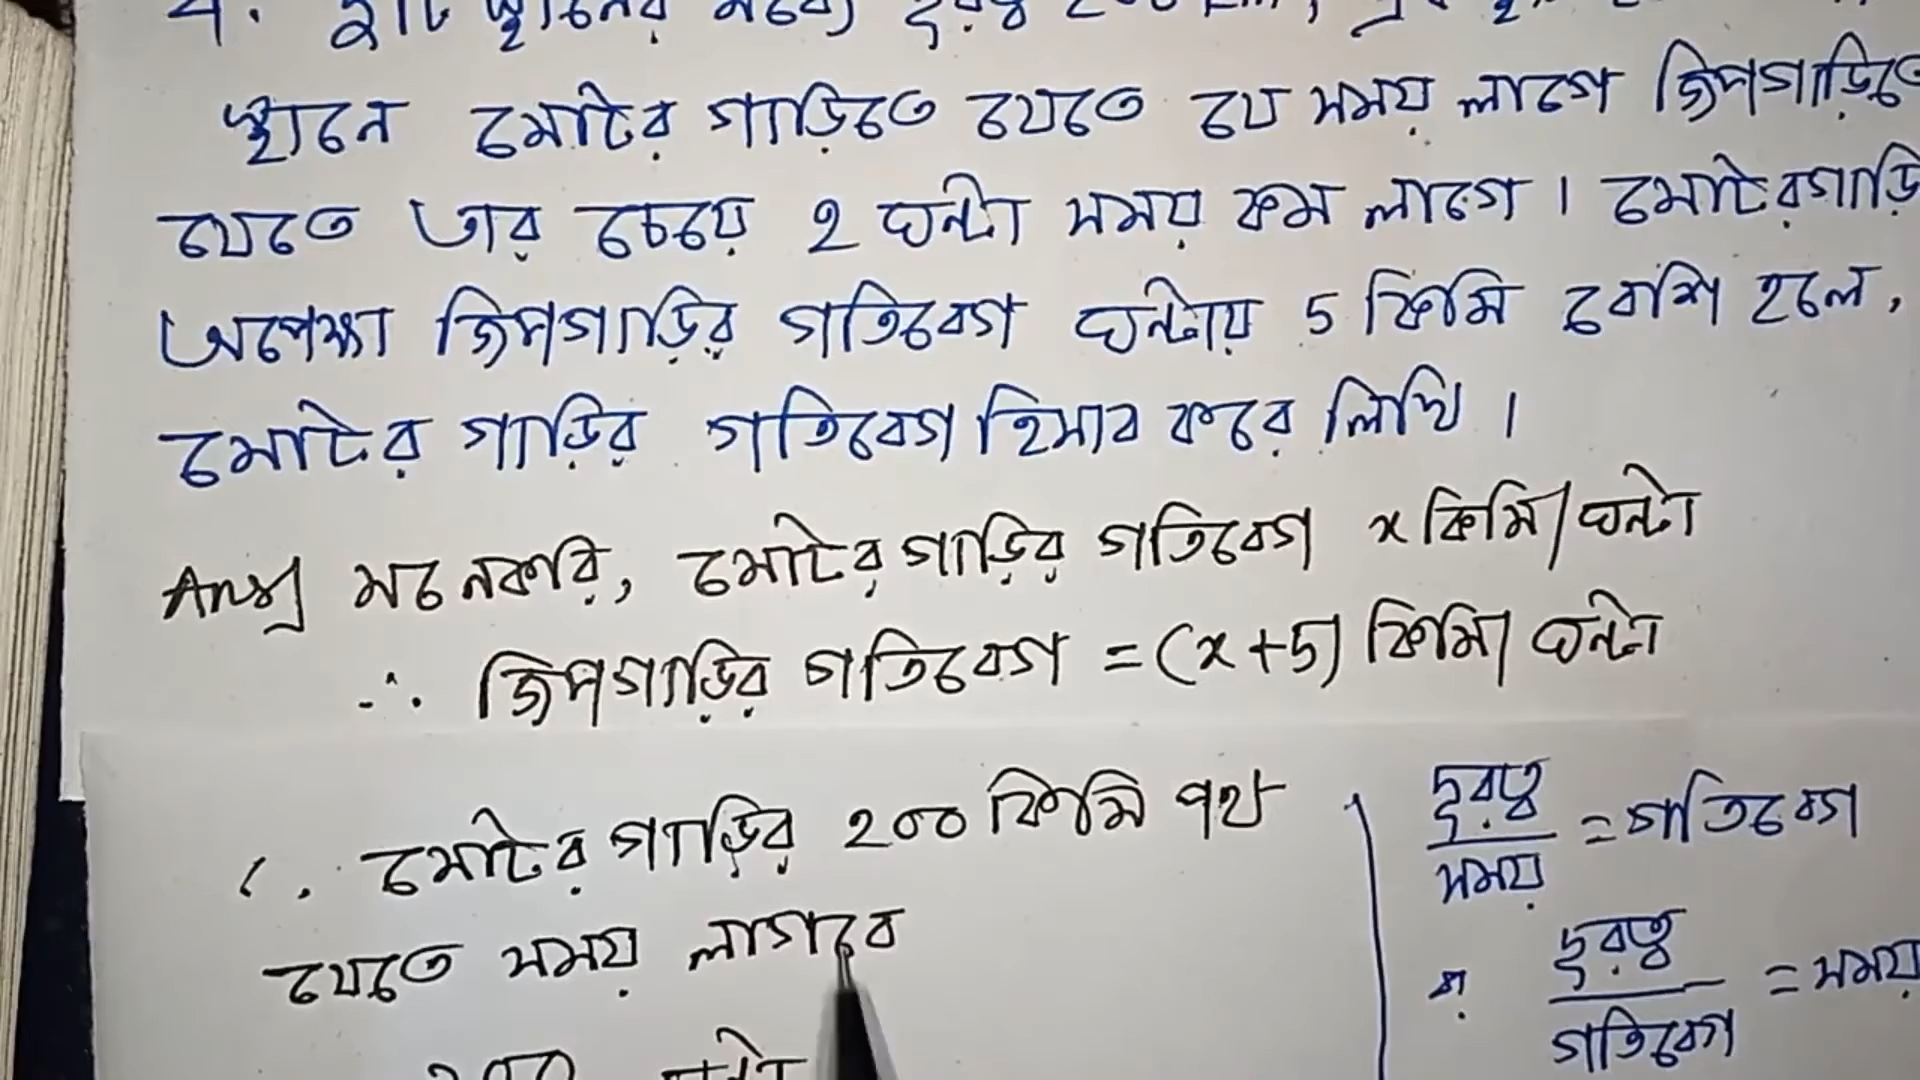 স্থানে মোটর গাড়িতে যেতে যে সময় লাগে জিপগাড়িতে
যেতে তার চেয়ে 2 ঘন্টা সময় কম লাগে। মোটরগাড়ি
অপেক্ষা জিপগাড়ির গতিবেগ ঘন্টায় 5 কিমি বেশি হলে,
মোটর গাড়ির গতিবেগ হিসাব করে লিখি।
Ans মনেকরি, মোটর গাড়ির গতিবেগ x কিমি/ঘন্টা
∴ জিপগাড়ির গতিবেগ = (x+5) কিমি/ঘন্টা
∴ মোটর গাড়ির 200 কিমি পথ
যেতে সময় লাগবে
দূরত্ব
সময় = গতিবেগ
বা দূরত্ব
গতিবেগ = সময়